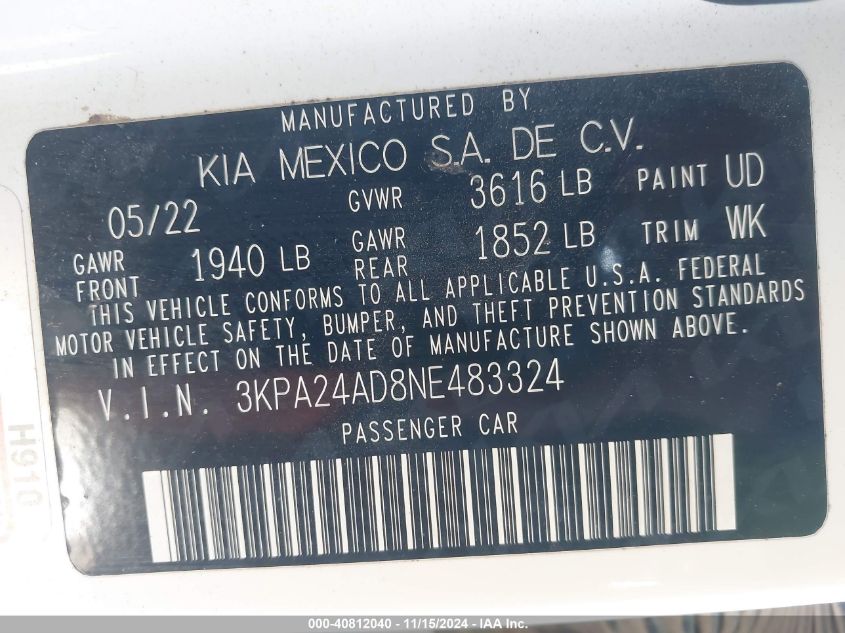 MANUFACTURED BY
KIA MEXICO S.A. DE C.V.
05/22 GVWR 3616 LB PAINT UD
GAWR FRONT 1940 LB GAWR REAR 1852 LB TRIM WK
THIS VEHICLE CONFORMS TO ALL APPLICABLE U.S.A. FEDERAL
MOTOR VEHICLE SAFETY, BUMPER, AND THEFT PREVENTION STANDARDS
IN EFFECT ON THE DATE OF MANUFACTURE SHOWN ABOVE.
V.I.N. 3KPA24AD8NE483324
PASSENGER CAR
H910
000-40812040 - 11/15/2024 - IAA Inc.